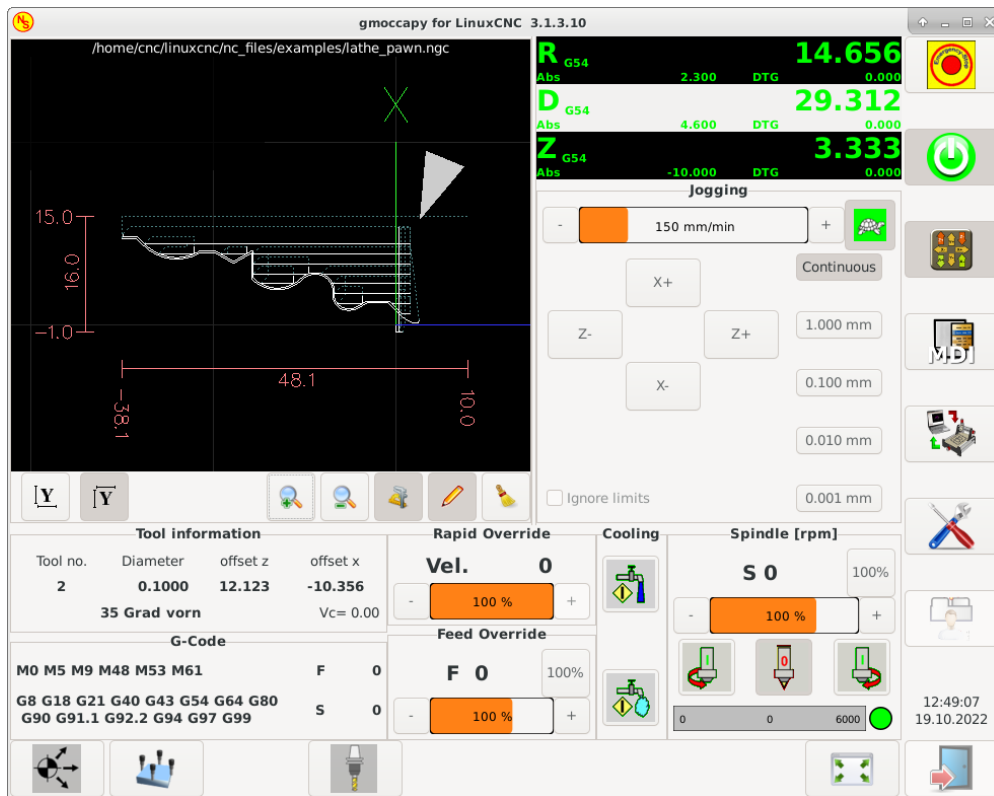 NS
gmoccapy for LinuxCNC 3.1.3.10
/home/cnc/linuxcnc/nc_files/examples/lathe_pawn.ngc
X
15.0
16.0
-1.0
48.1
-38.1
10.0
R G54 14.656
Abs 2.300 DTG 0.000
D G54 29.312
Abs 4.600 DTG 0.000
Z G54 3.333
Abs -10.000 DTG 0.000
Emergency-Stop
Jogging
- 150 mm/min +
Continuous
X+
Z- Z+
X-
1.000 mm
0.100 mm
0.010 mm
0.001 mm
Ignore limits
MDI
Y Y
Tool information
Tool no. Diameter offset z offset x
2 0.1000 12.123 -10.356
35 Grad vorn Vc= 0.00
G-Code
M0 M5 M9 M48 M53 M61 F 0
G8 G18 G21 G40 G43 G54 G64 G80
G90 G91.1 G92.2 G94 G97 G99 S 0
Rapid Override
Vel. 0
- 100 % +
Feed Override
F 0 100%
- 100 % +
Cooling
Spindle [rpm]
S 0 100%
- 100 % +
I 0 I
0 0 6000
12:49:07
19.10.2022